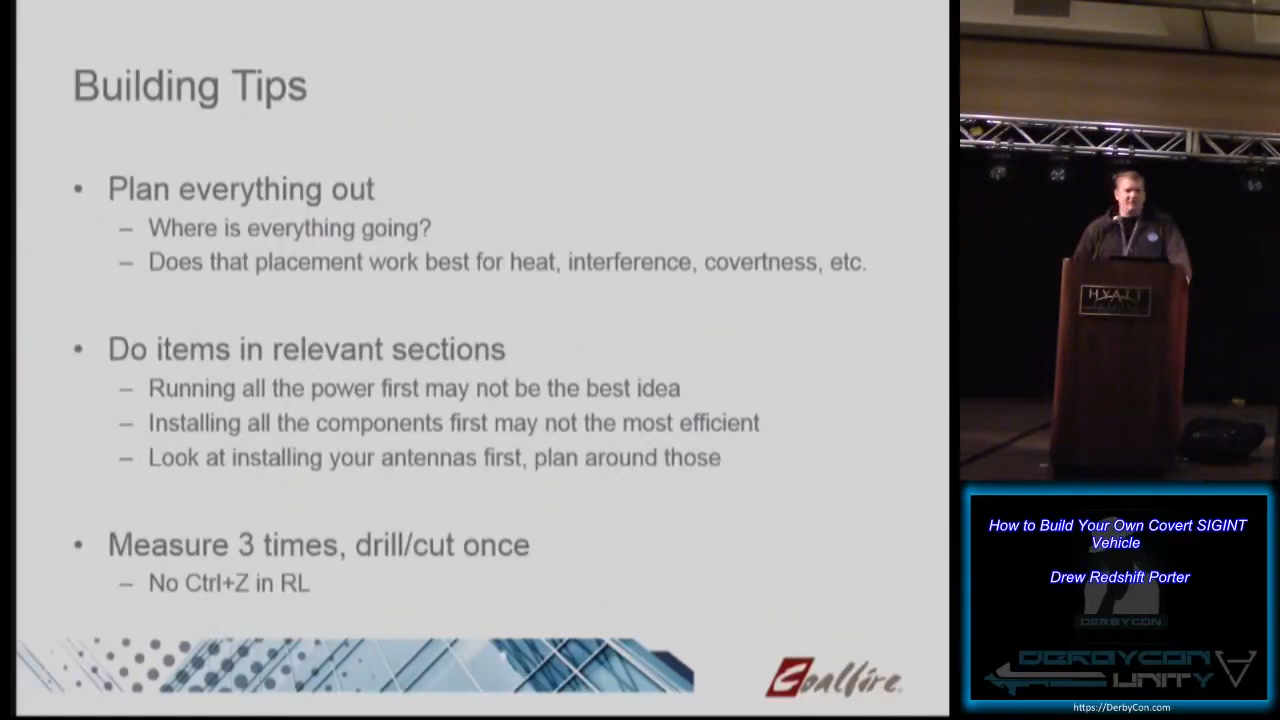 Building Tips
• Plan everything out
– Where is everything going?
– Does that placement work best for heat, interference, covertness, etc.
• Do items in relevant sections
– Running all the power first may not be the best idea
– Installing all the components first may not the most efficient
– Look at installing your antennas first, plan around those
• Measure 3 times, drill/cut once
– No Ctrl+Z in RL
Coalfire
HYATT
How to Build Your Own Covert SIGINT
Vehicle
Drew Redshift Porter
DERBYCON
DERBYCON
UNITY
https://DerbyCon.com